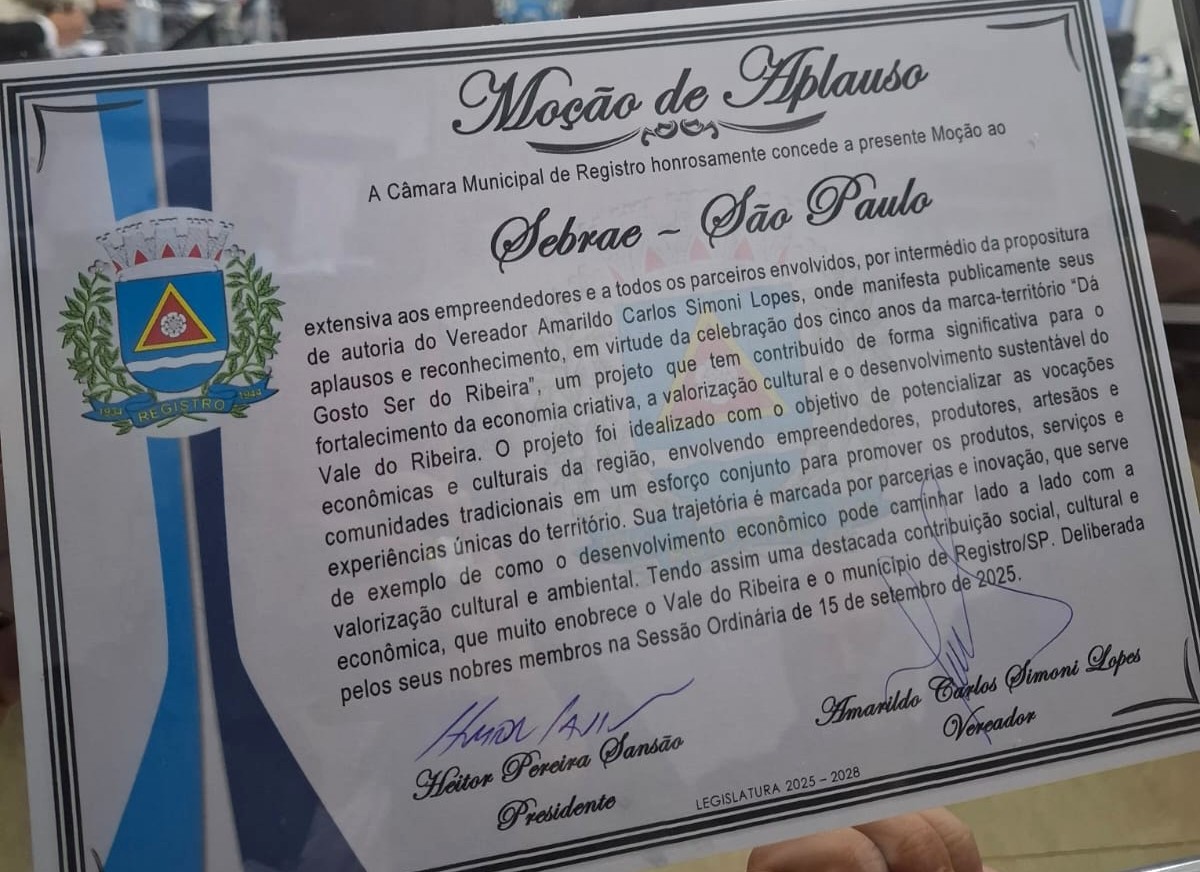 Moção de Aplauso
A Câmara Municipal de Registro honrosamente concede a presente Moção ao
Sebrae ~ São Paulo
extensiva aos empreendedores e a todos os parceiros envolvidos, por intermédio da propositura
de autoria do Vereador Amarildo Carlos Simoni Lopes, onde manifesta publicamente seus
aplausos e reconhecimento, em virtude da celebração dos cinco anos da marca-território “Dá
Gosto Ser do Ribeira”, um projeto que tem contribuído de forma significativa para o
fortalecimento da economia criativa, a valorização cultural e o desenvolvimento sustentável do
Vale do Ribeira. O projeto foi idealizado com o objetivo de potencializar as vocações
econômicas e culturais da região, envolvendo empreendedores, produtores, artesãos e
comunidades tradicionais em um esforço conjunto para promover os produtos, serviços e
experiências únicas do território. Sua trajetória é marcada por parcerias e inovação, que serve
de exemplo de como o desenvolvimento econômico pode caminhar lado a lado com a
valorização cultural e ambiental. Tendo assim uma destacada contribuição social, cultural e
econômica, que muito enobrece o Vale do Ribeira e o município de Registro/SP. Deliberada
pelos seus nobres membros na Sessão Ordinária de 15 de setembro de 2025.
1934 REGISTRO 1944
Heitor Pereira Sansão
Presidente
Amarildo Carlos Simoni Lopes
Vereador
LEGISLATURA 2025 – 2028